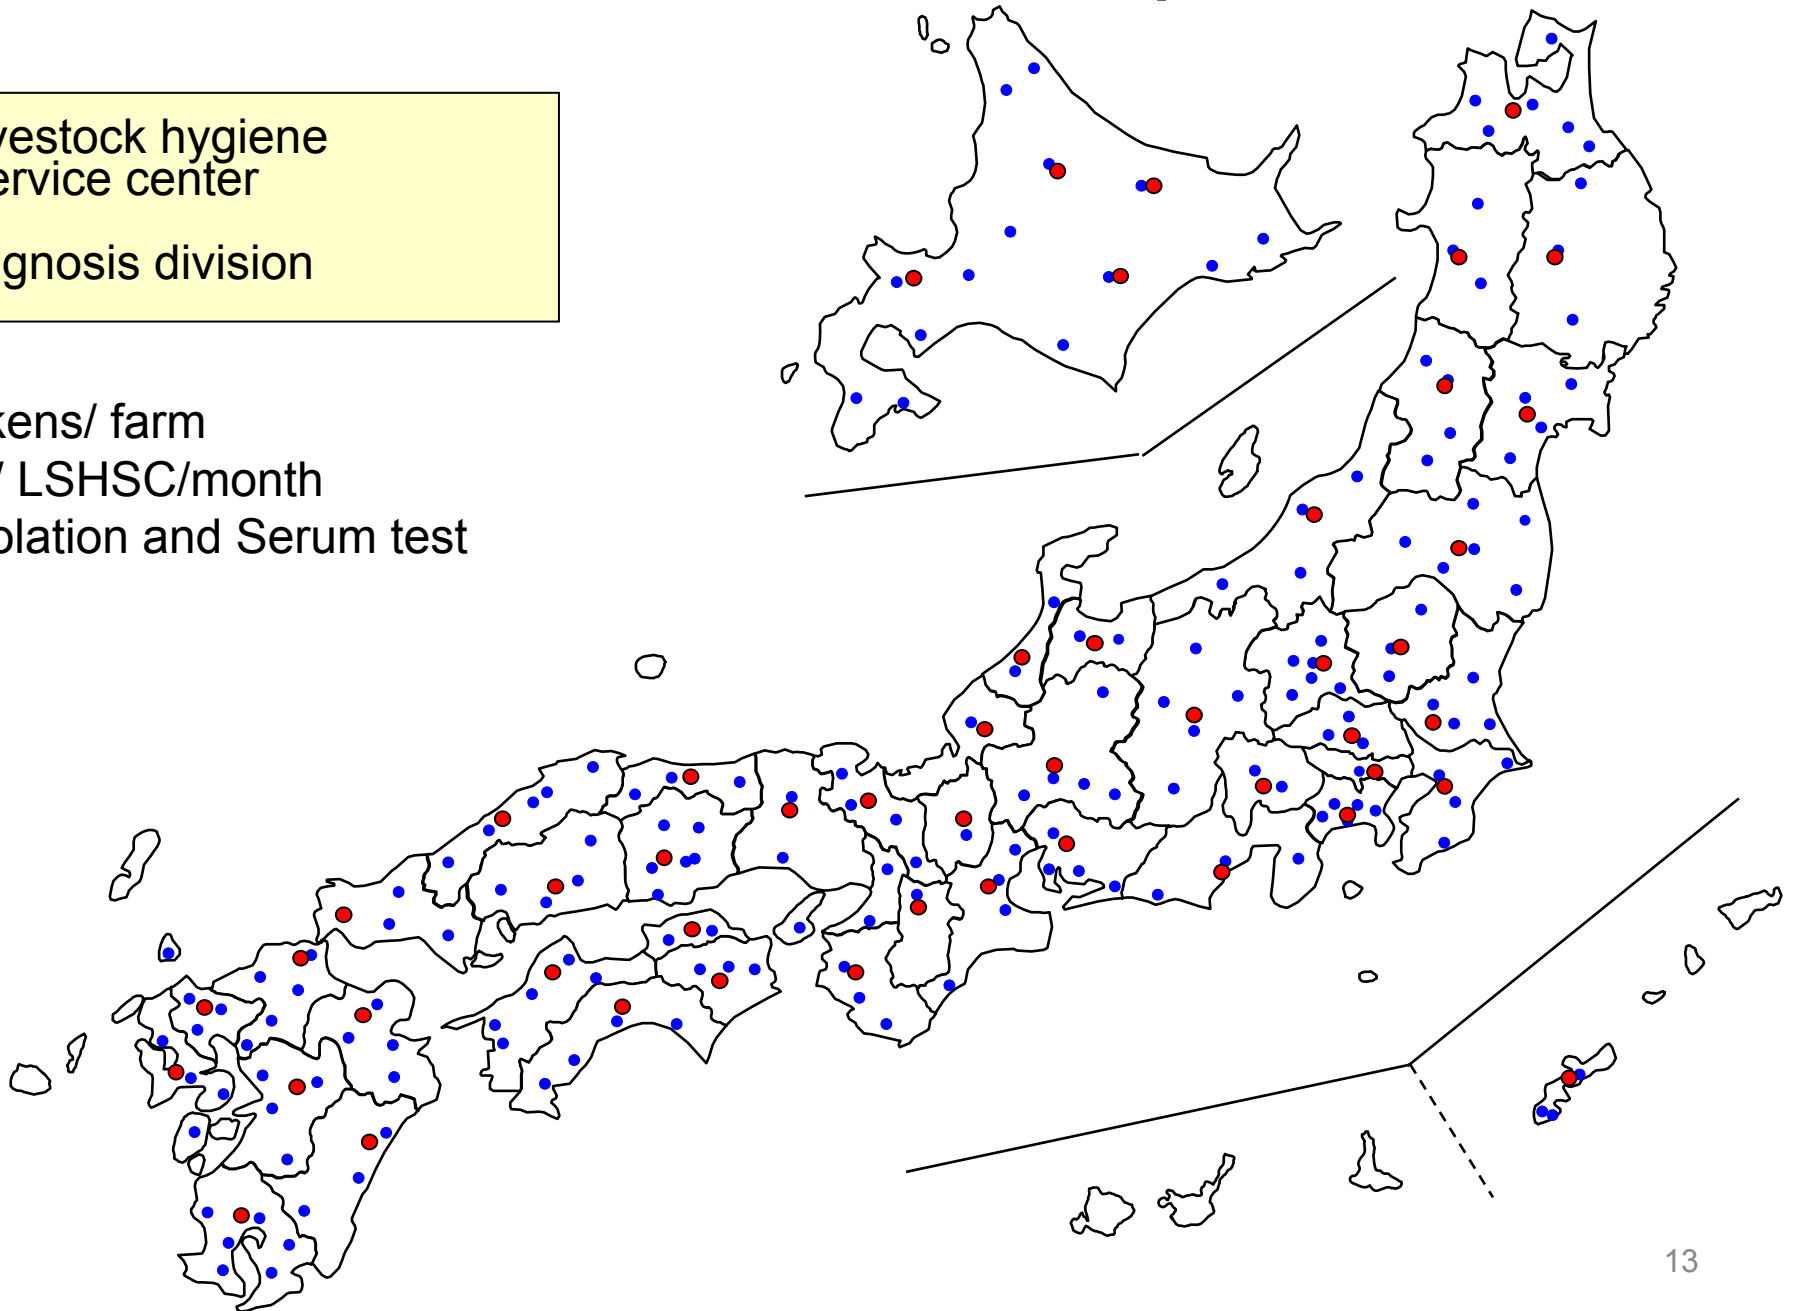 vestock hygiene
ervice center
gnosis division
kens/ farm
/ LSHSC/month
olation and Serum test
13